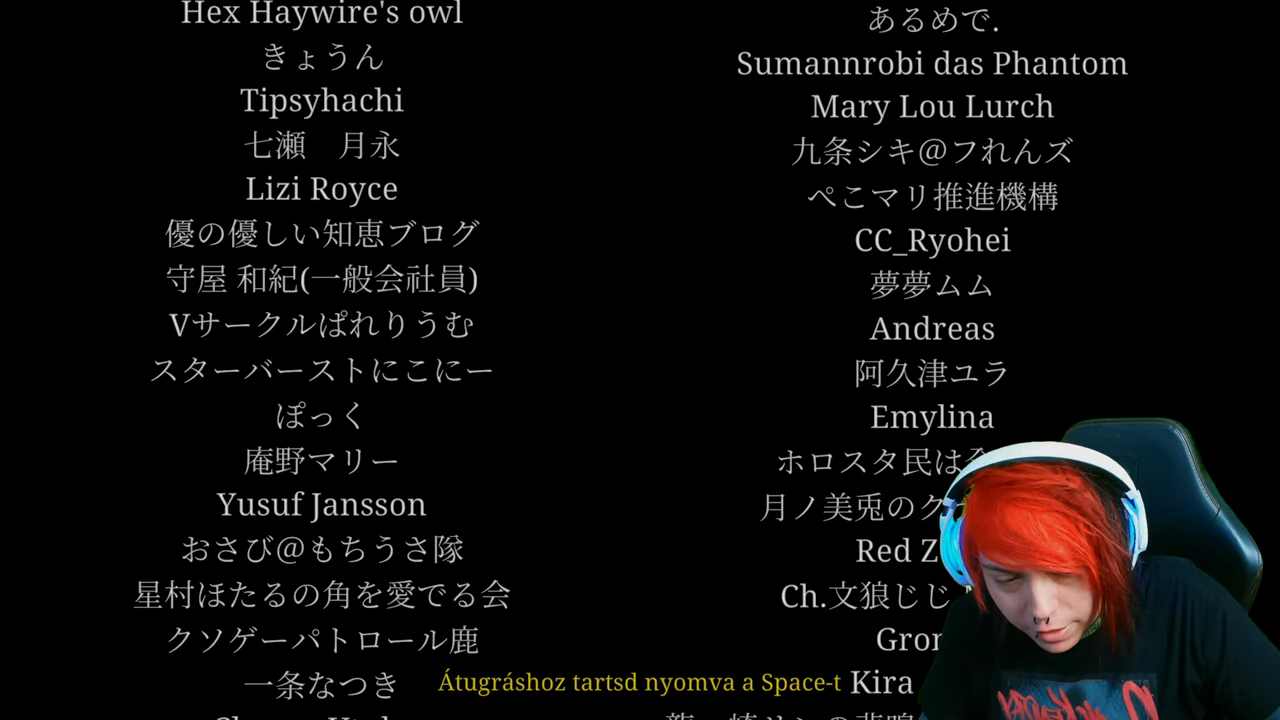 Hex Haywire's owl
きょうん
Tipsyhachi
七瀬　月永
Lizi Royce
優の優しい知恵ブログ
守屋 和紀(一般会社員)
Vサークルぱれりうむ
スターバーストにこにー
ぽっく
庵野マリー
Yusuf Jansson
おさび@もちうさ隊
星村ほたるの角を愛でる会
クソゲーパトロール鹿
一条なつき
あるめで.
Sumannrobi das Phantom
Mary Lou Lurch
九条シキ@フれんズ
ぺこマリ推進機構
CC_Ryohei
夢夢ムム
Andreas
阿久津ユラ
Emylina
ホロスタ民は
月ノ美兎のク
Red
Ch.文狼じじ
Kira
Átugráshoz tartsd nyomva a Space-t